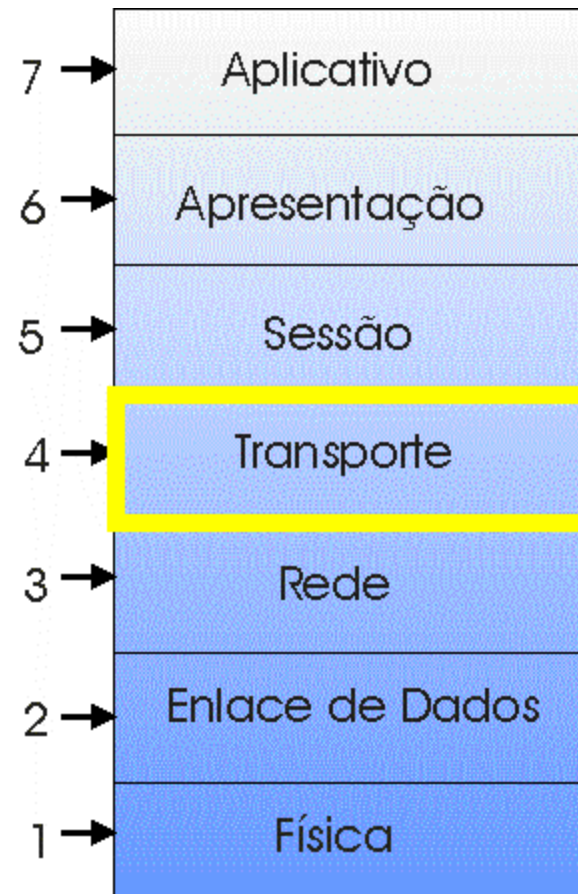 7 Aplicativo
6 Apresentação
5 Sessão
4 Transporte
3 Rede
2 Enlace de Dados
1 Física